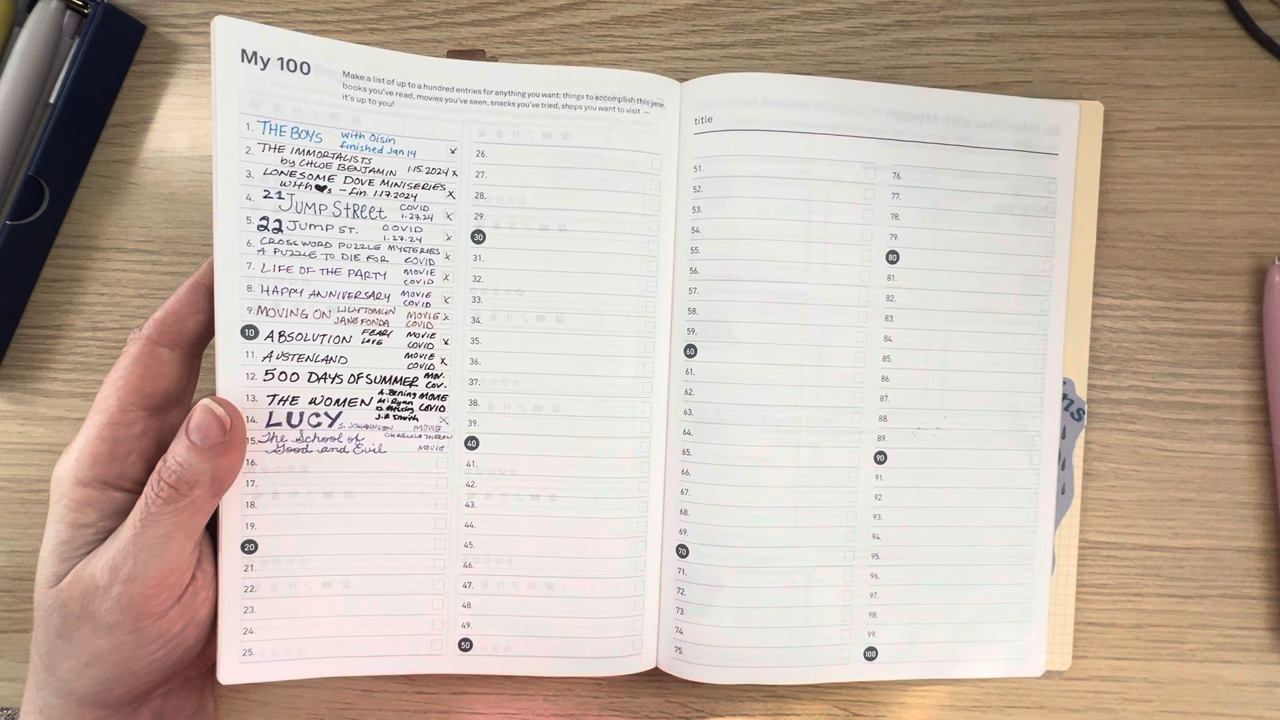 My 100
Make a list of up to a hundred entries for anything you want: things to accomplish this year,
books you've read, movies you've seen, snacks you've tried, shops you want to visit —
it's up to you!
1. THE BOYS with Oisin
finished Jan 14 x
2. THE IMMORTALISTS
by CHLOE BENJAMIN 1.15.2024 x
3. LONESOME DOVE MINISERIES
with ♥s – fin. 1.17.2024 x
4. 21 JUMP STREET COVID
1.27.24 x
5. 22 JUMP ST. COVID
1.27.24 x
6. CROSSWORD PUZZLE MYSTERIES
A PUZZLE TO DIE FOR COVID x
7. LIFE OF THE PARTY MOVIE
COVID x
8. HAPPY ANNIVERSARY MOVIE
COVID x
9. MOVING ON LILY TOMLIN MOVIE x
JANE FONDA COVID
10 ABSOLUTION MOVIE
COVID x
11. AUSTENLAND MOVIE
COVID x
12. 500 DAYS OF SUMMER MOV.
COV.
13. THE WOMEN A. Bening MOVIE
M. Ryan COVID
J.P. Smith
14. LUCY S. JOHANNSON MOVIE x
15. The School of CHARLIZE THERON
Good and Evil MOVIE
16.
17.
18.
19.
20
21.
22.
23.
24.
25.
26.
27.
28.
29.
30
31.
32.
33.
34.
35.
36.
37.
38.
39.
40
41.
42.
43.
44.
45.
46.
47.
48.
49.
50
title
51.
52.
53.
54.
55.
56.
57.
58.
59.
60
61.
62.
63.
64.
65.
66.
67.
68.
69.
70
71.
72.
73.
74.
75.
76.
77.
78.
79.
80
81.
82.
83.
84.
85.
86.
87.
88.
89.
90
91.
92.
93.
94.
95.
96.
97.
98.
99.
100